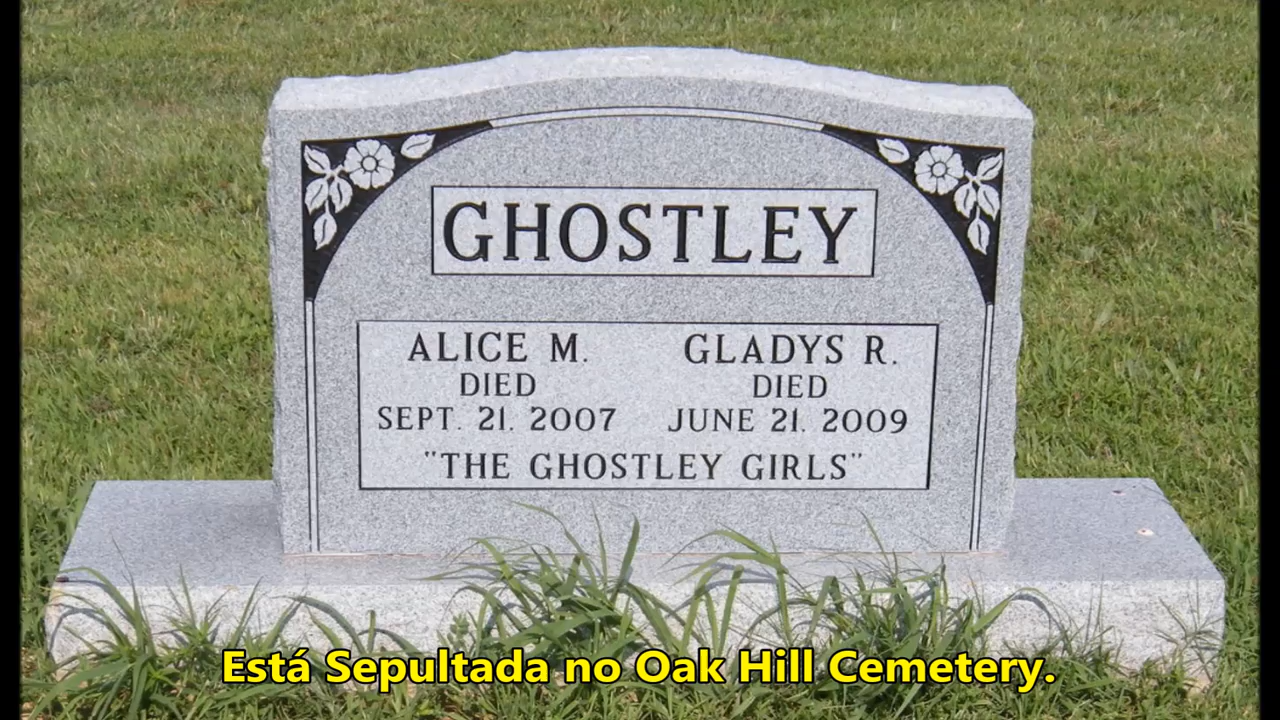 GHOSTLEY
ALICE M. GLADYS R.
DIED DIED
SEPT. 21. 2007 JUNE 21. 2009
"THE GHOSTLEY GIRLS"
Está Sepultada no Oak Hill Cemetery.